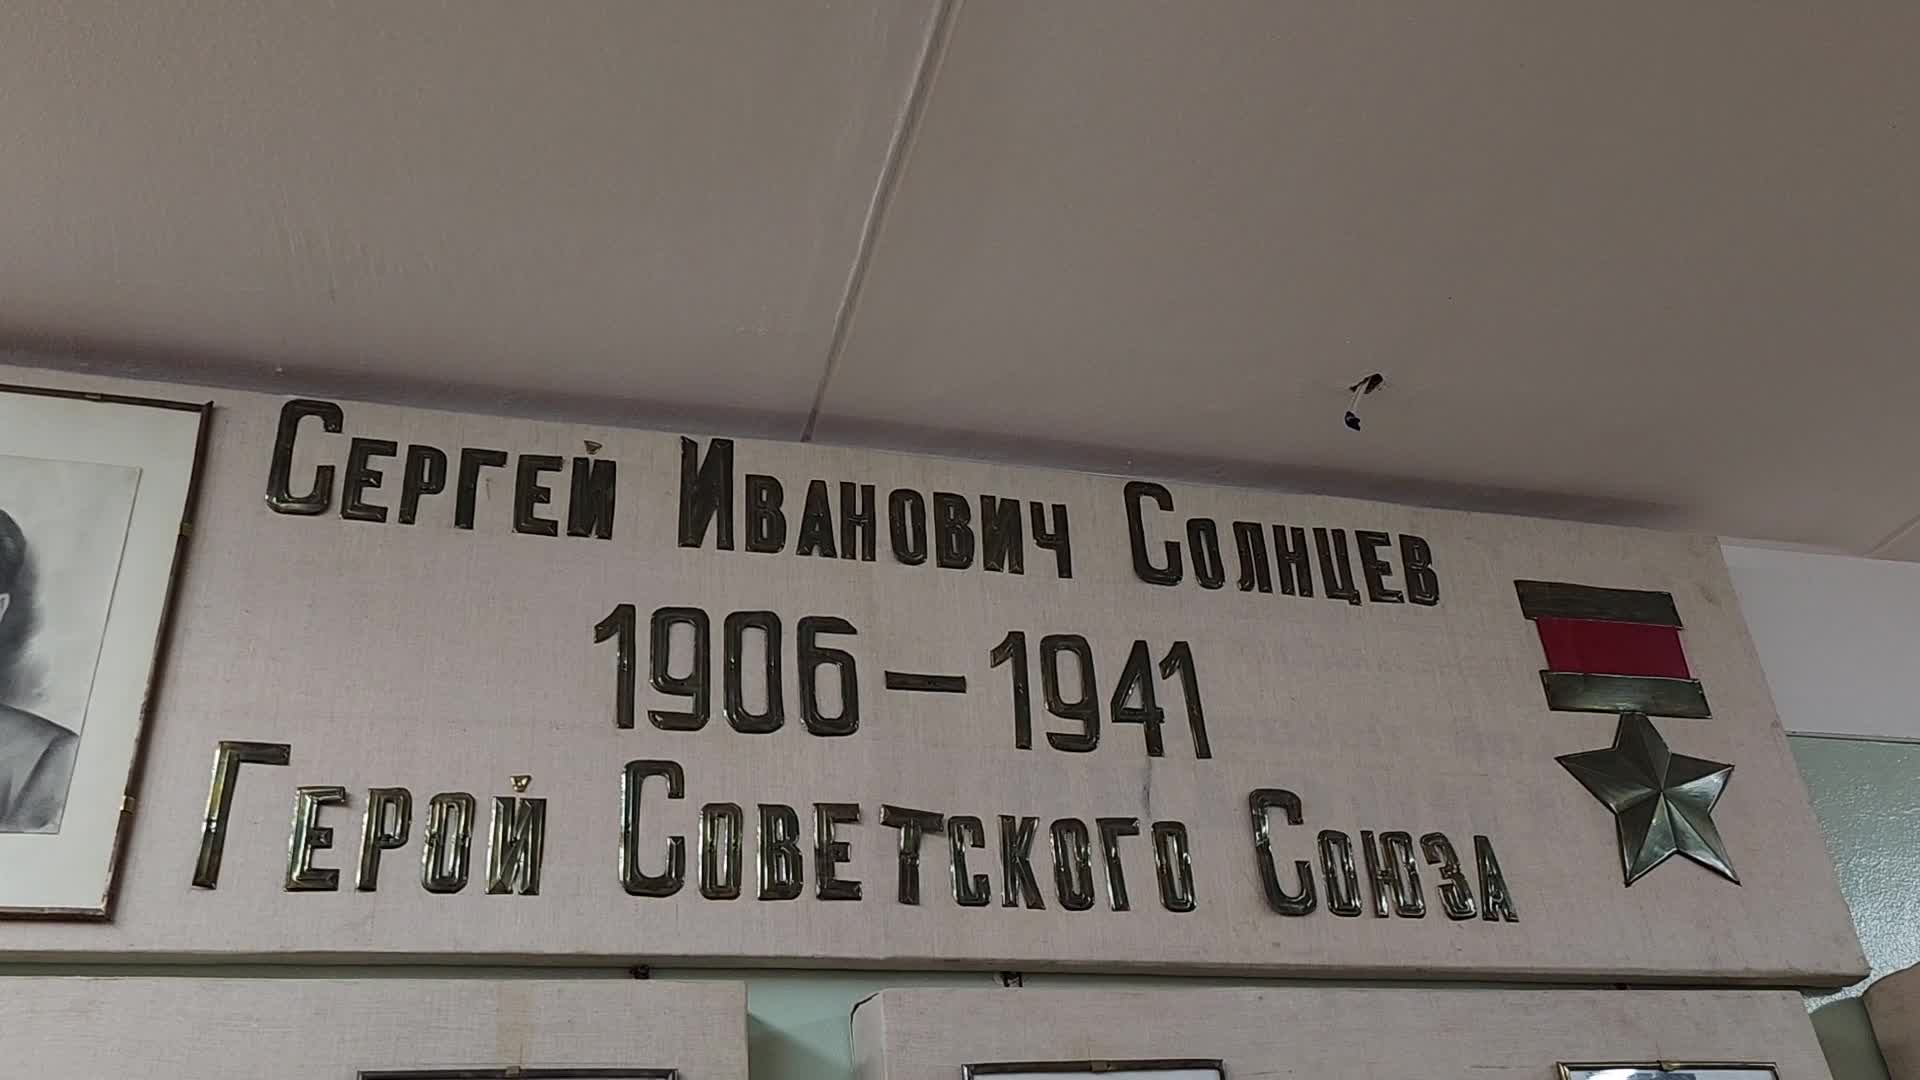 Сергей Иванович Солнцев
1906–1941
Герой Советского Союза